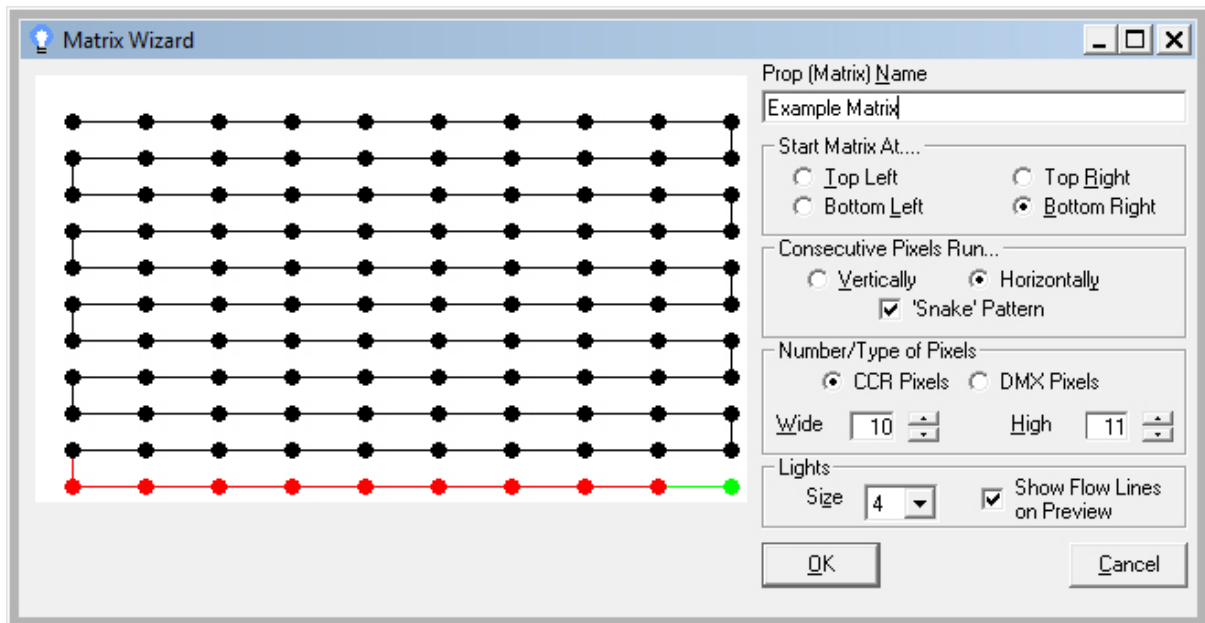 Matrix Wizard
Prop (Matrix) Name
Example Matrix
Start Matrix At....
Top Left
Top Right
Bottom Left
Bottom Right
Consecutive Pixels Run...
Vertically
Horizontally
'Snake' Pattern
Number/Type of Pixels
CCR Pixels
DMX Pixels
Wide 10
High 11
Lights
Size 4
Show Flow Lines
on Preview
OK
Cancel